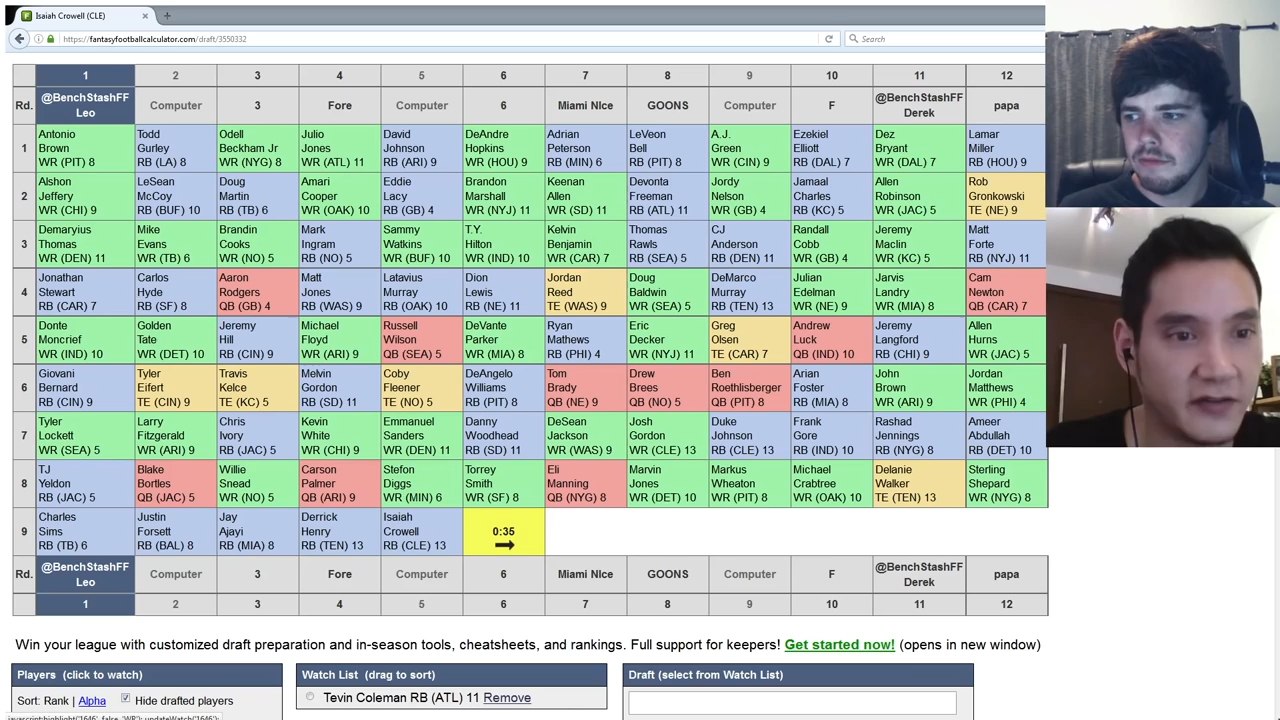 Isaiah Crowell (CLE)
https://fantasyfootballcalculator.com/draft/3550332
Search
1 2 3 4 5 6 7 8 9 10 11 12
Rd. @BenchStashFF Leo Computer 3 Fore Computer 6 Miami NIce GOONS Computer F @BenchStashFF Derek papa
1
Antonio Todd Odell Julio David DeAndre Adrian LeVeon A.J. Ezekiel Dez Lamar
Brown Gurley Beckham Jr Jones Johnson Hopkins Peterson Bell Green Elliott Bryant Miller
WR (PIT) 8 RB (LA) 8 WR (NYG) 8 WR (ATL) 11 RB (ARI) 9 WR (HOU) 9 RB (MIN) 6 RB (PIT) 8 WR (CIN) 9 RB (DAL) 7 WR (DAL) 7 RB (HOU) 9
2
Alshon LeSean Doug Amari Eddie Brandon Keenan Devonta Jordy Jamaal Allen Rob
Jeffery McCoy Martin Cooper Lacy Marshall Allen Freeman Nelson Charles Robinson Gronkowski
WR (CHI) 9 RB (BUF) 10 RB (TB) 6 WR (OAK) 10 RB (GB) 4 WR (NYJ) 11 WR (SD) 11 RB (ATL) 11 WR (GB) 4 RB (KC) 5 WR (JAC) 5 TE (NE) 9
3
Demaryius Mike Brandin Mark Sammy T.Y. Kelvin Thomas CJ Randall Jeremy Matt
Thomas Evans Cooks Ingram Watkins Hilton Benjamin Rawls Anderson Cobb Maclin Forte
WR (DEN) 11 WR (TB) 6 WR (NO) 5 RB (NO) 5 WR (BUF) 10 WR (IND) 10 WR (CAR) 7 RB (SEA) 5 RB (DEN) 11 WR (GB) 4 WR (KC) 5 RB (NYJ) 11
4
Jonathan Carlos Aaron Matt Latavius Dion Jordan Doug DeMarco Julian Jarvis Cam
Stewart Hyde Rodgers Jones Murray Lewis Reed Baldwin Murray Edelman Landry Newton
RB (CAR) 7 RB (SF) 8 QB (GB) 4 RB (WAS) 9 RB (OAK) 10 RB (NE) 11 TE (WAS) 9 WR (SEA) 5 RB (TEN) 13 WR (NE) 9 WR (MIA) 8 QB (CAR) 7
5
Donte Golden Jeremy Michael Russell DeVante Ryan Eric Greg Andrew Jeremy Allen
Moncrief Tate Hill Floyd Wilson Parker Mathews Decker Olsen Luck Langford Hurns
WR (IND) 10 WR (DET) 10 RB (CIN) 9 WR (ARI) 9 QB (SEA) 5 WR (MIA) 8 RB (PHI) 4 WR (NYJ) 11 TE (CAR) 7 QB (IND) 10 RB (CHI) 9 WR (JAC) 5
6
Giovani Tyler Travis Melvin Coby DeAngelo Tom Drew Ben Arian John Jordan
Bernard Eifert Kelce Gordon Fleener Williams Brady Brees Roethlisberger Foster Brown Matthews
RB (CIN) 9 TE (CIN) 9 TE (KC) 5 RB (SD) 11 TE (NO) 5 RB (PIT) 8 QB (NE) 9 QB (NO) 5 QB (PIT) 8 RB (MIA) 8 WR (ARI) 9 WR (PHI) 4
7
Tyler Larry Chris Kevin Emmanuel Danny DeSean Josh Duke Frank Rashad Ameer
Lockett Fitzgerald Ivory White Sanders Woodhead Jackson Gordon Johnson Gore Jennings Abdullah
WR (SEA) 5 WR (ARI) 9 RB (JAC) 5 WR (CHI) 9 WR (DEN) 11 RB (SD) 11 WR (WAS) 9 WR (CLE) 13 RB (CLE) 13 RB (IND) 10 RB (NYG) 8 RB (DET) 10
8
TJ Blake Willie Carson Stefon Torrey Eli Marvin Markus Michael Delanie Sterling
Yeldon Bortles Snead Palmer Diggs Smith Manning Jones Wheaton Crabtree Walker Shepard
RB (JAC) 5 QB (JAC) 5 WR (NO) 5 QB (ARI) 9 WR (MIN) 6 WR (SF) 8 QB (NYG) 8 WR (DET) 10 WR (PIT) 8 WR (OAK) 10 TE (TEN) 13 WR (NYG) 8
9
Charles Justin Jay Derrick Isaiah
Sims Forsett Ajayi Henry Crowell 0:35
RB (TB) 6 RB (BAL) 8 RB (MIA) 8 RB (TEN) 13 RB (CLE) 13
Rd. @BenchStashFF Leo Computer 3 Fore Computer 6 Miami NIce GOONS Computer F @BenchStashFF Derek papa
1 2 3 4 5 6 7 8 9 10 11 12
Win your league with customized draft preparation and in-season tools, cheatsheets, and rankings. Full support for keepers! Get started now! (opens in new window)
Players (click to watch) Watch List (drag to sort) Draft (select from Watch List)
Sort: Rank | Alpha Hide drafted players Tevin Coleman RB (ATL) 11 Remove